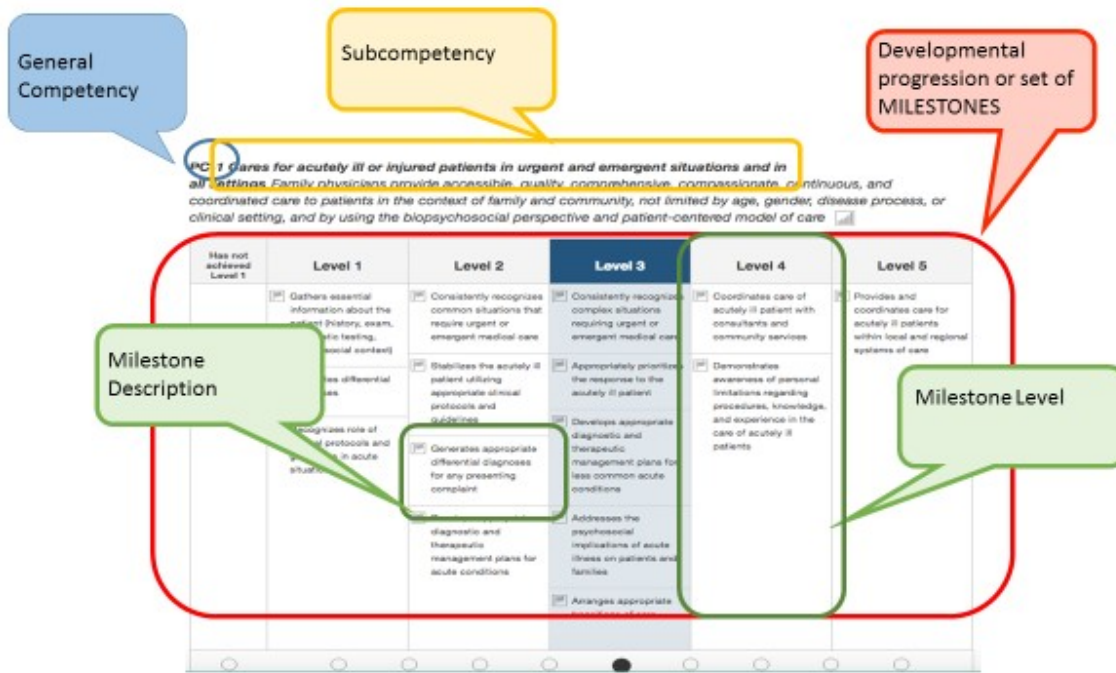 General
Competency
Subcompetency
Developmental
progression or set of
MILESTONES
PC-1 Cares for acutely ill or injured patients in urgent and emergent situations and in
all settings Family physicians provide accessible, quality, comprehensive, compassionate, continuous, and
coordinated care to patients in the context of family and community, not limited by age, gender, disease process, or
clinical setting, and by using the biopsychosocial perspective and patient-centered model of care
Has not
achieved
Level 1
Level 1
Level 2
Level 3
Level 4
Level 5
Gathers essential
information about the
patient (history, exam,
social context)
differential
role of
protocols and
in acute
Consistently recognizes
common situations that
require urgent or
emergent medical care
Stabilizes the acutely ill
patient utilizing
appropriate clinical
protocols and
guidelines
Generates appropriate
differential diagnoses
for any presenting
complaint
diagnostic and
therapeutic
management plans for
acute conditions
Consistently recognizes
complex situations
requiring urgent or
emergent medical care
Appropriately prioritizes
the response to the
acutely ill patient
Develops appropriate
diagnostic and
therapeutic
management plans for
less common acute
conditions
Addresses the
psychosocial
implications of acute
illness on patients and
families
Arranges appropriate
Coordinates care of
acutely ill patient with
consultants and
community services
Demonstrates
awareness of personal
limitations regarding
procedures, knowledge,
and experience in the
care of acutely ill
patients
Provides and
coordinates care for
acutely ill patients
within local and regional
systems of care
Milestone
Description
Milestone Level